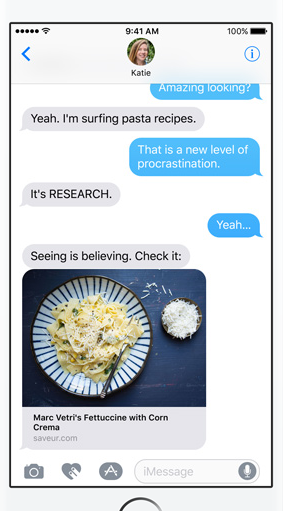 9:41 AM 100%
Katie
Amazing looking?
Yeah. I'm surfing pasta recipes.
That is a new level of
procrastination.
It's RESEARCH.
Yeah...
Seeing is believing. Check it:
Marc Vetri's Fettuccine with Corn
Crema
saveur.com
iMessage